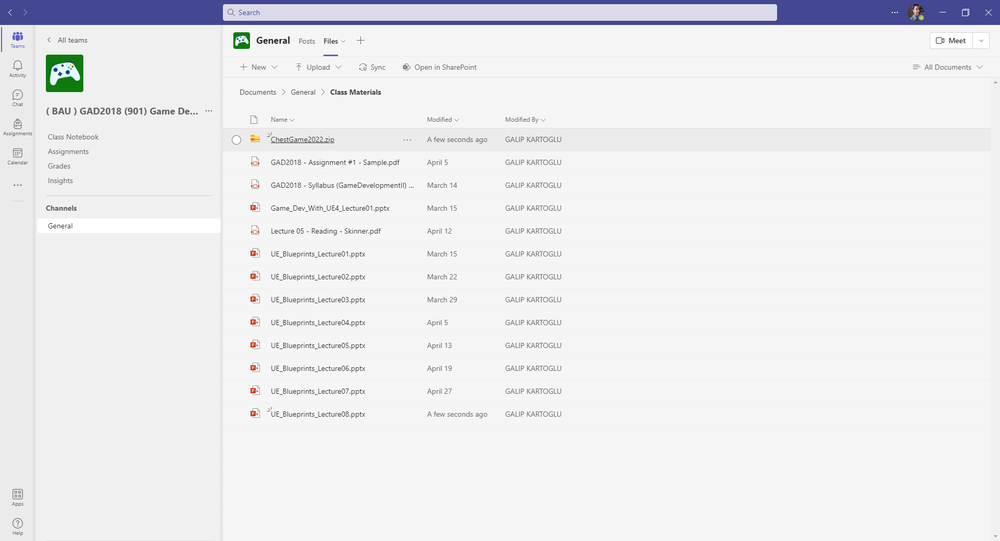 Search
Teams
Activity
Chat
Assignments
Calendar
Apps
Help
All teams
( BAU ) GAD2018 (901) Game De...
Class Notebook
Assignments
Grades
Insights
Channels
General
General Posts Files
Meet
New Upload Sync Open in SharePoint All Documents
Documents > General > Class Materials
Name Modified Modified By
ChestGame2022.zip A few seconds ago GALIP KARTOGLU
GAD2018 - Assignment #1 - Sample.pdf April 5 GALIP KARTOGLU
GAD2018 - Syllabus (GameDevelopmentII) ... March 14 GALIP KARTOGLU
Game_Dev_With_UE4_Lecture01.pptx March 15 GALIP KARTOGLU
Lecture 05 - Reading - Skinner.pdf April 12 GALIP KARTOGLU
UE_Blueprints_Lecture01.pptx March 15 GALIP KARTOGLU
UE_Blueprints_Lecture02.pptx March 22 GALIP KARTOGLU
UE_Blueprints_Lecture03.pptx March 29 GALIP KARTOGLU
UE_Blueprints_Lecture04.pptx April 5 GALIP KARTOGLU
UE_Blueprints_Lecture05.pptx April 13 GALIP KARTOGLU
UE_Blueprints_Lecture06.pptx April 19 GALIP KARTOGLU
UE_Blueprints_Lecture07.pptx April 27 GALIP KARTOGLU
UE_Blueprints_Lecture08.pptx A few seconds ago GALIP KARTOGLU